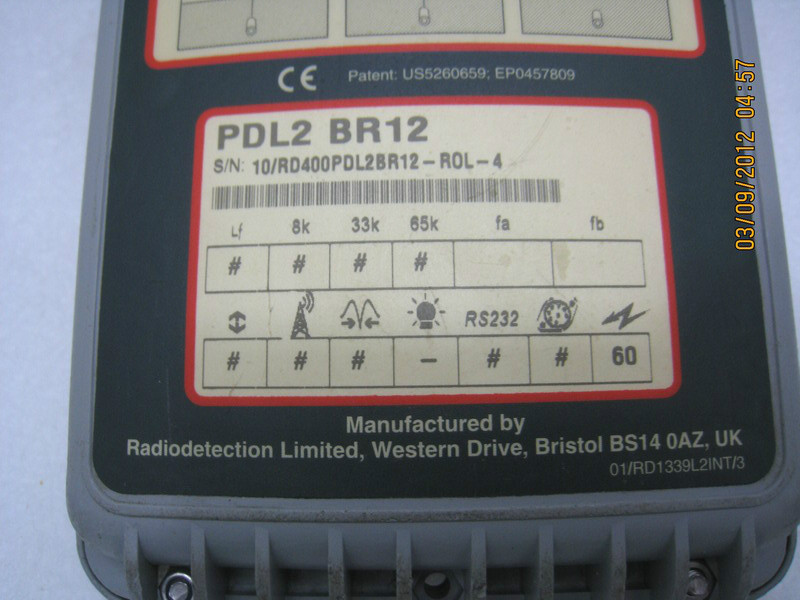 CE Patent: US5260659; EP0457809
PDL2 BR12
S/N: 10/RD400PDL2BR12-ROL-4
Lf 8k 33k 65k fa fb
# # # #
RS232
# # # - # # 60
Manufactured by
Radiodetection Limited, Western Drive, Bristol BS14 0AZ, UK
01/RD1339L2INT/3
03/09/2012 04:57